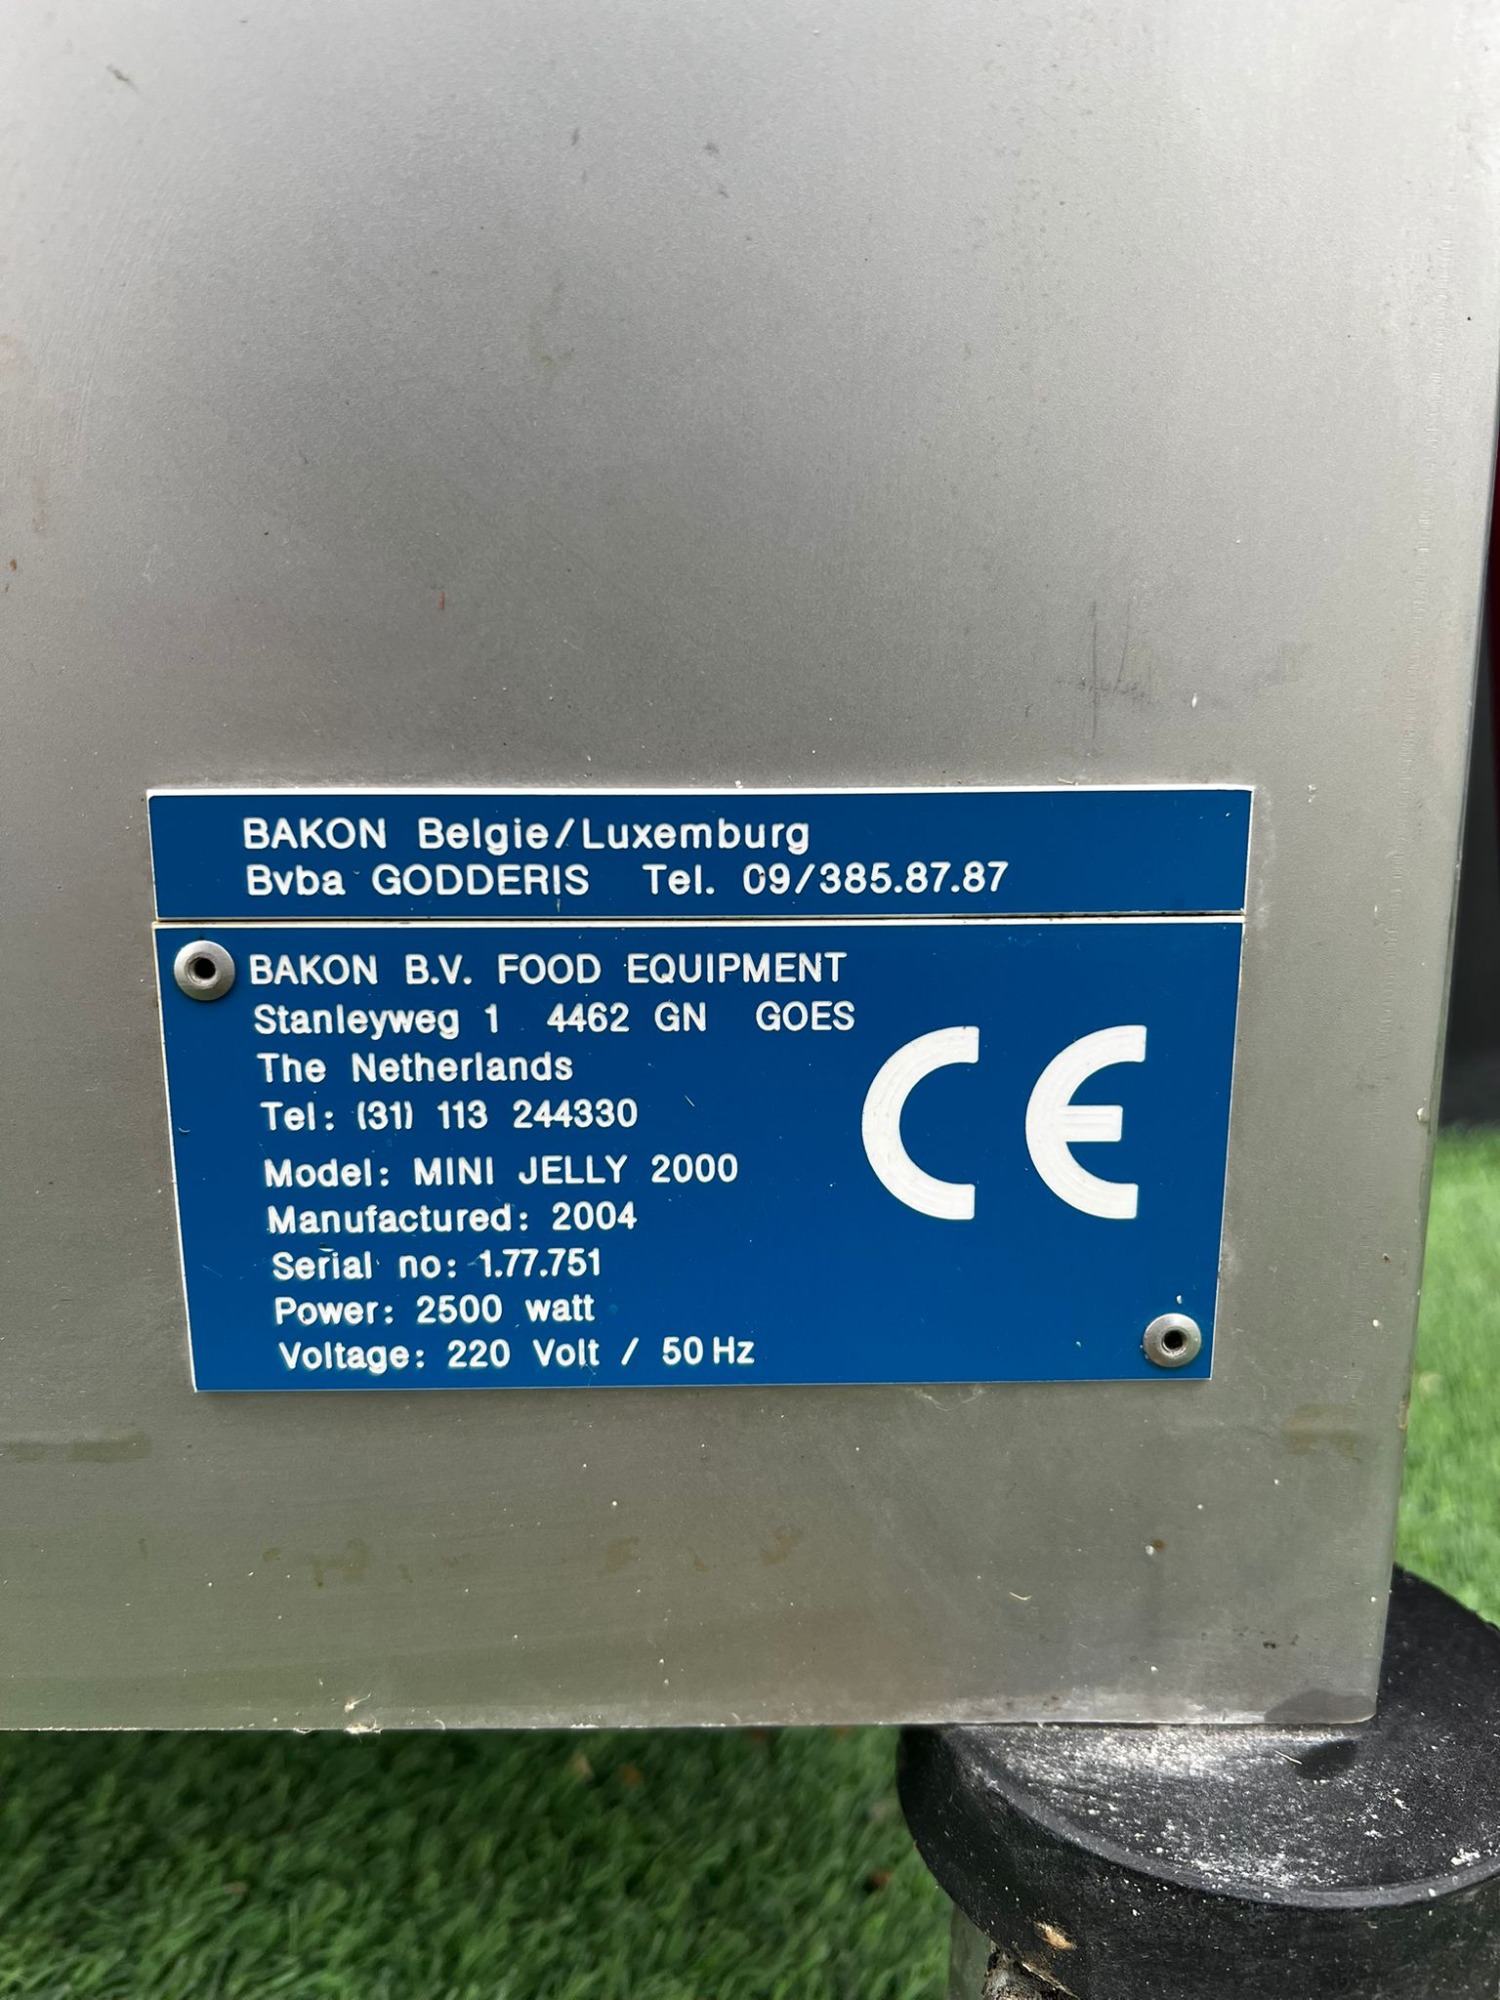 BAKON Belgie/Luxemburg
Bvba GODDERIS Tel. 09/385.87.87
BAKON B.V. FOOD EQUIPMENT
Stanleyweg 1 4462 GN GOES
The Netherlands
Tel: (31) 113 244330
Model: MINI JELLY 2000
Manufactured: 2004
Serial no: 1.77.751
Power: 2500 watt
Voltage: 220 Volt / 50 Hz
CE